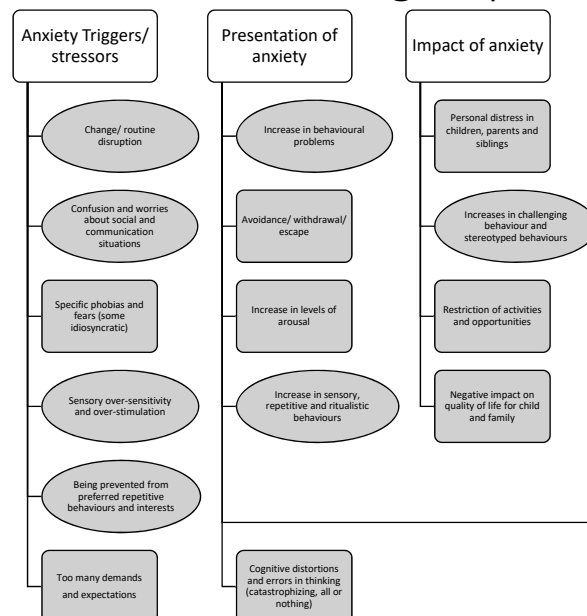 Anxiety Triggers/
stressors
Change/ routine
disruption
Confusion and worries
about social and
communication
situations
Specific phobias and
fears (some
idiosyncratic)
Sensory over-sensitivity
and over-stimulation
Being prevented from
preferred repetitive
behaviours and interests
Too many demands
and expectations
Presentation of
anxiety
Increase in behavioural
problems
Avoidance/ withdrawal/
escape
Increase in levels of
arousal
Increase in sensory,
repetitive and ritualistic
behaviours
Cognitive distortions
and errors in thinking
(catastrophizing, all or
nothing)
Impact of anxiety
Personal distress in
children, parents and
siblings
Increases in challenging
behaviour and
stereotyped behaviours
Restriction of activities
and opportunities
Negative impact on
quality of life for child
and family